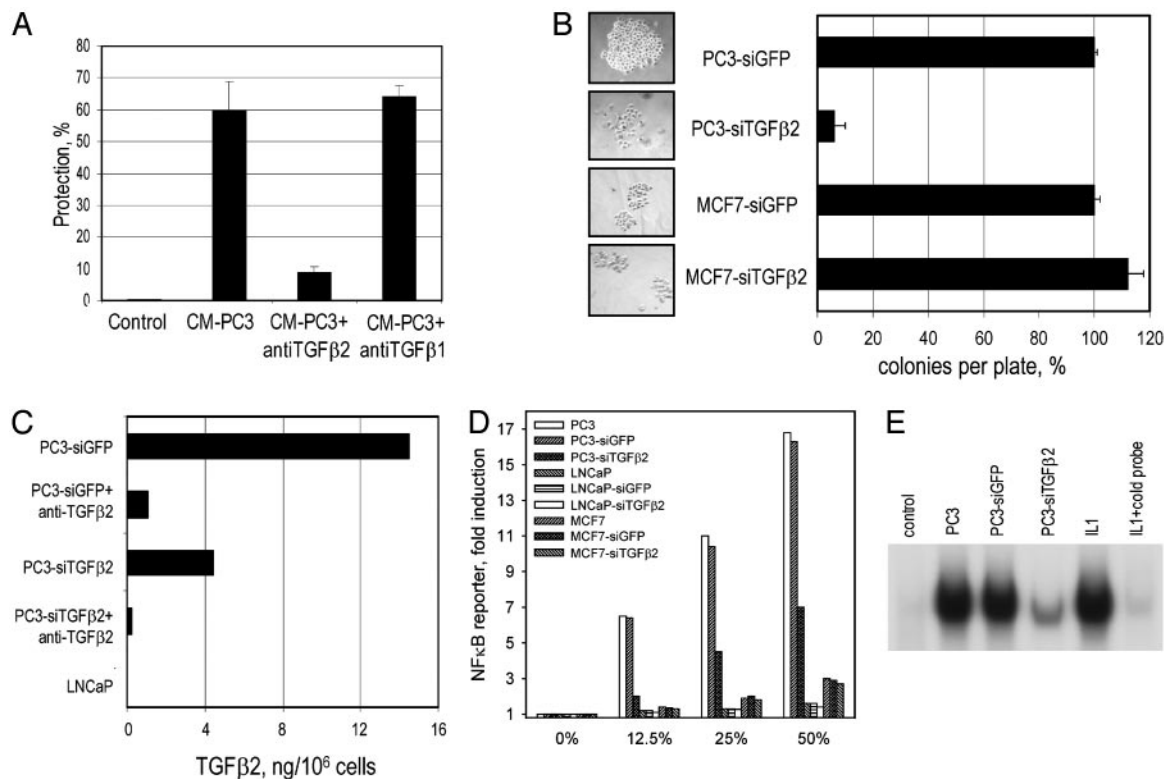 A
80
70
60
50
40
30
20
10
0
Protection, %
Control
CM-PC3
CM-PC3+
antiTGFβ2
CM-PC3+
antiTGFβ1
B
PC3-siGFP
PC3-siTGFβ2
MCF7-siGFP
MCF7-siTGFβ2
0 20 40 60 80 100
colonies per plate, %
C
PC3-siGFP
PC3-siGFP+
anti-TGFβ2
PC3-siTGFβ2
PC3-siTGFβ2+
anti-TGFβ2
LNCaP
0 4 8 12 16
TGFβ2, ng/10⁶ cells
D
NFκB reporter, fold induction
17
15
13
11
9
7
5
3
1
PC3
PC3-siGFP
PC3-siTGFβ2
LNCaP
LNCaP-siGFP
LNCaP-siTGFβ2
MCF7
MCF7-siGFP
MCF7-siTGFβ2
0% 12.5% 25% 50%
E
control
PC3
PC3-siGFP
PC3-siTGFβ2
IL1
IL1+cold probe